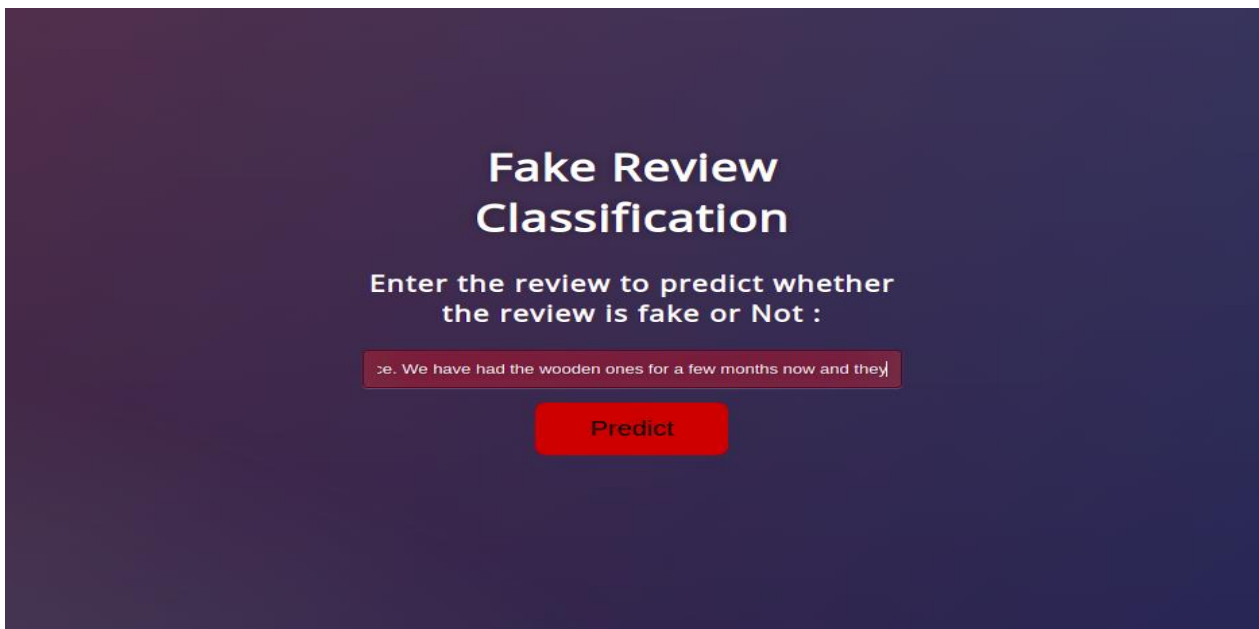 Fake Review
Classification
Enter the review to predict whether
the review is fake or Not :
ce. We have had the wooden ones for a few months now and they
Predict